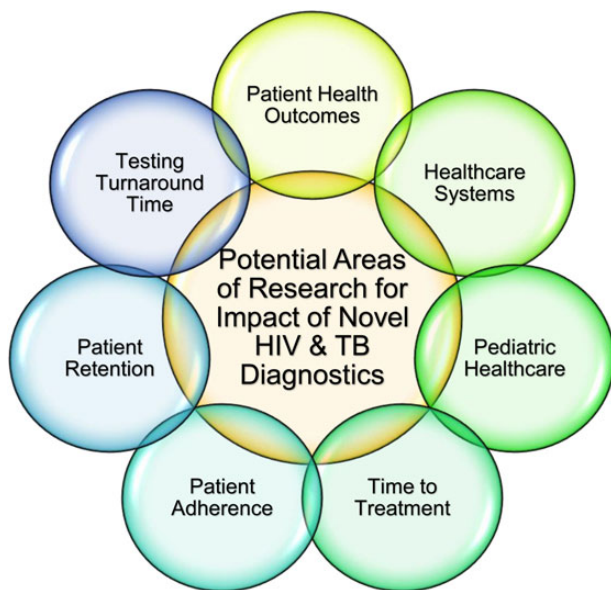 Patient Health
Outcomes
Healthcare
Systems
Pediatric
Healthcare
Time to
Treatment
Patient
Adherence
Patient
Retention
Testing
Turnaround
Time
Potential Areas
of Research for
Impact of Novel
HIV & TB
Diagnostics